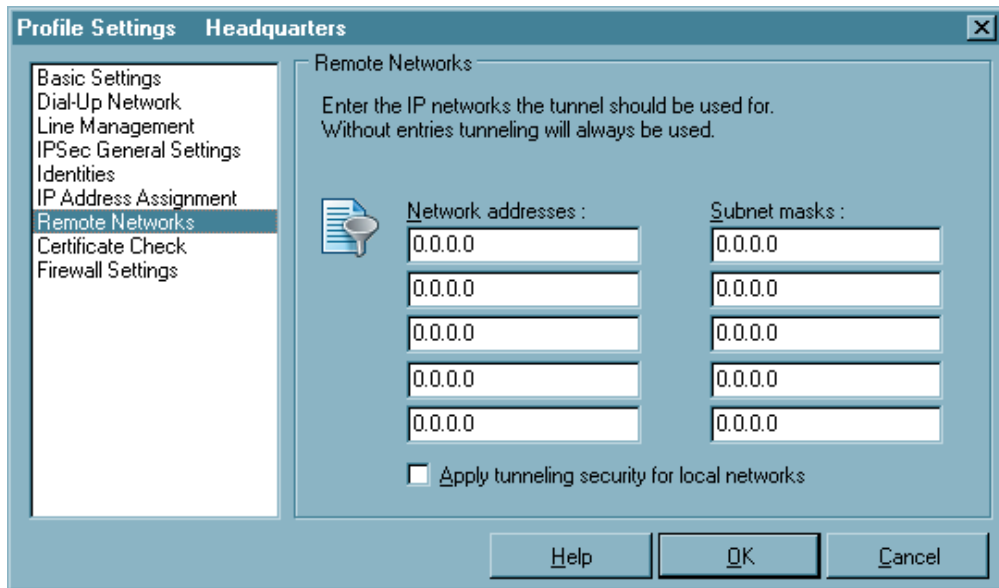 Profile Settings Headquarters
Basic Settings
Dial-Up Network
Line Management
IPSec General Settings
Identities
IP Address Assignment
Remote Networks
Certificate Check
Firewall Settings
Remote Networks
Enter the IP networks the tunnel should be used for.
Without entries tunneling will always be used.
Network addresses : Subnet masks :
0.0.0.0 0.0.0.0
0.0.0.0 0.0.0.0
0.0.0.0 0.0.0.0
0.0.0.0 0.0.0.0
0.0.0.0 0.0.0.0
Apply tunneling security for local networks
Help OK Cancel